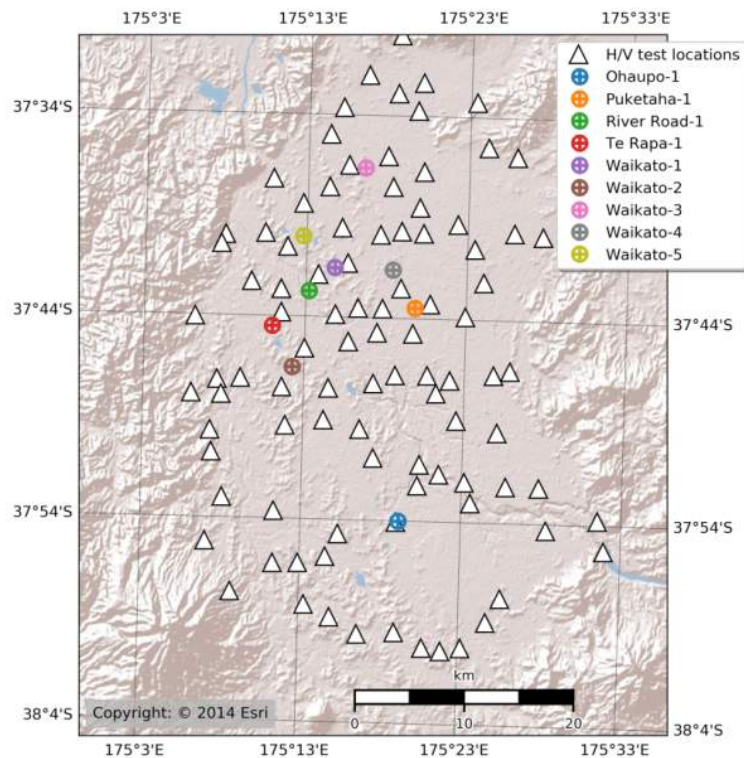 175°3'E 175°13'E 175°23'E 175°33'E
H/V test locations
Ohaupo-1
Puketaha-1
River Road-1
Te Rapa-1
Waikato-1
Waikato-2
Waikato-3
Waikato-4
Waikato-5
37°34'S
37°44'S 37°44'S
37°54'S 37°54'S
km
0 10 20
Copyright: © 2014 Esri
38°4'S 38°4'S
175°3'E 175°13'E 175°23'E 175°33'E